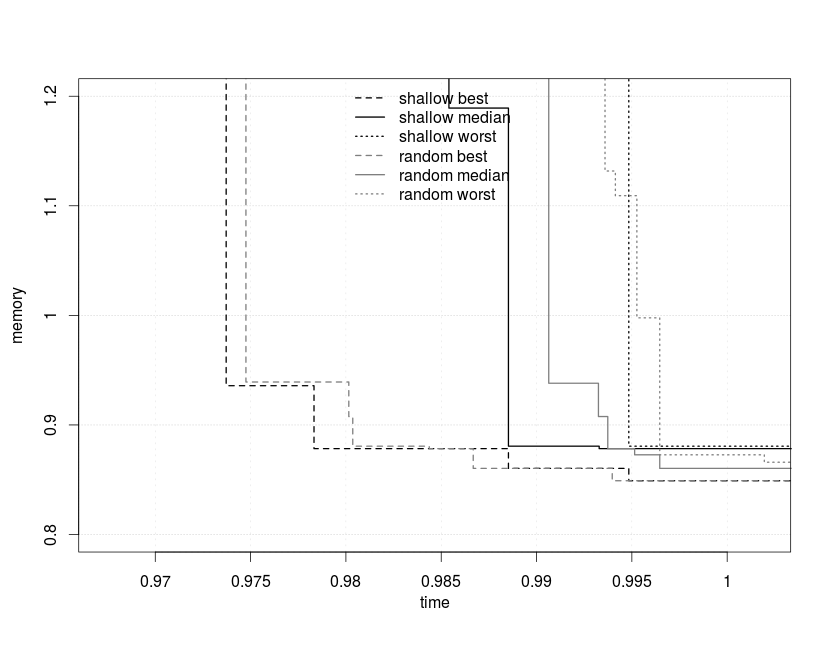 shallow best
shallow median
shallow worst
random best
random median
random worst
1.2
1.1
1
0.9
0.8
memory
0.97
0.975
0.98
0.985
0.99
0.995
1
time